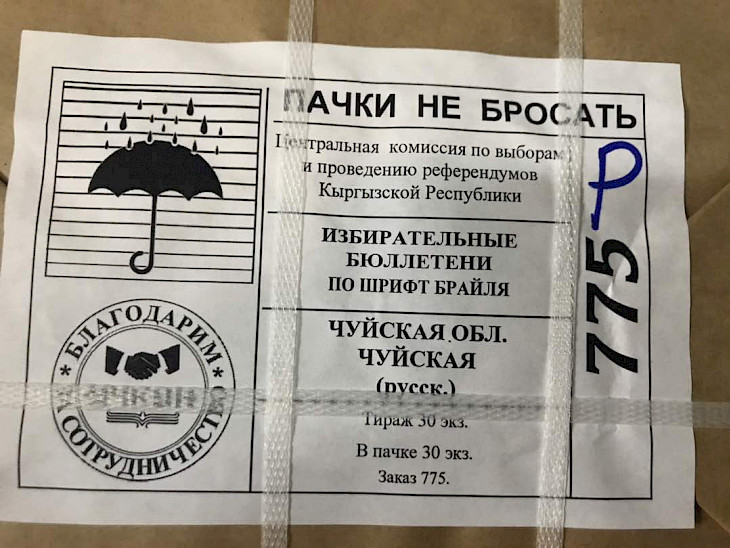 ПАЧКИ НЕ БРОСАТЬ
Центральная комиссия по выборам
и проведению референдумов
Кыргызской Республики
ИЗБИРАТЕЛЬНЫЕ
БЮЛЛЕТЕНИ
ПО ШРИФТ БРАЙЛЯ
ЧУЙСКАЯ ОБЛ.
ЧУЙСКАЯ
(русск.)
Тираж 30 экз.
В пачке 30 экз.
Заказ 775.
775
Р
* БЛАГОДАРИМ *
СОТРУДНИЧЕСТВО